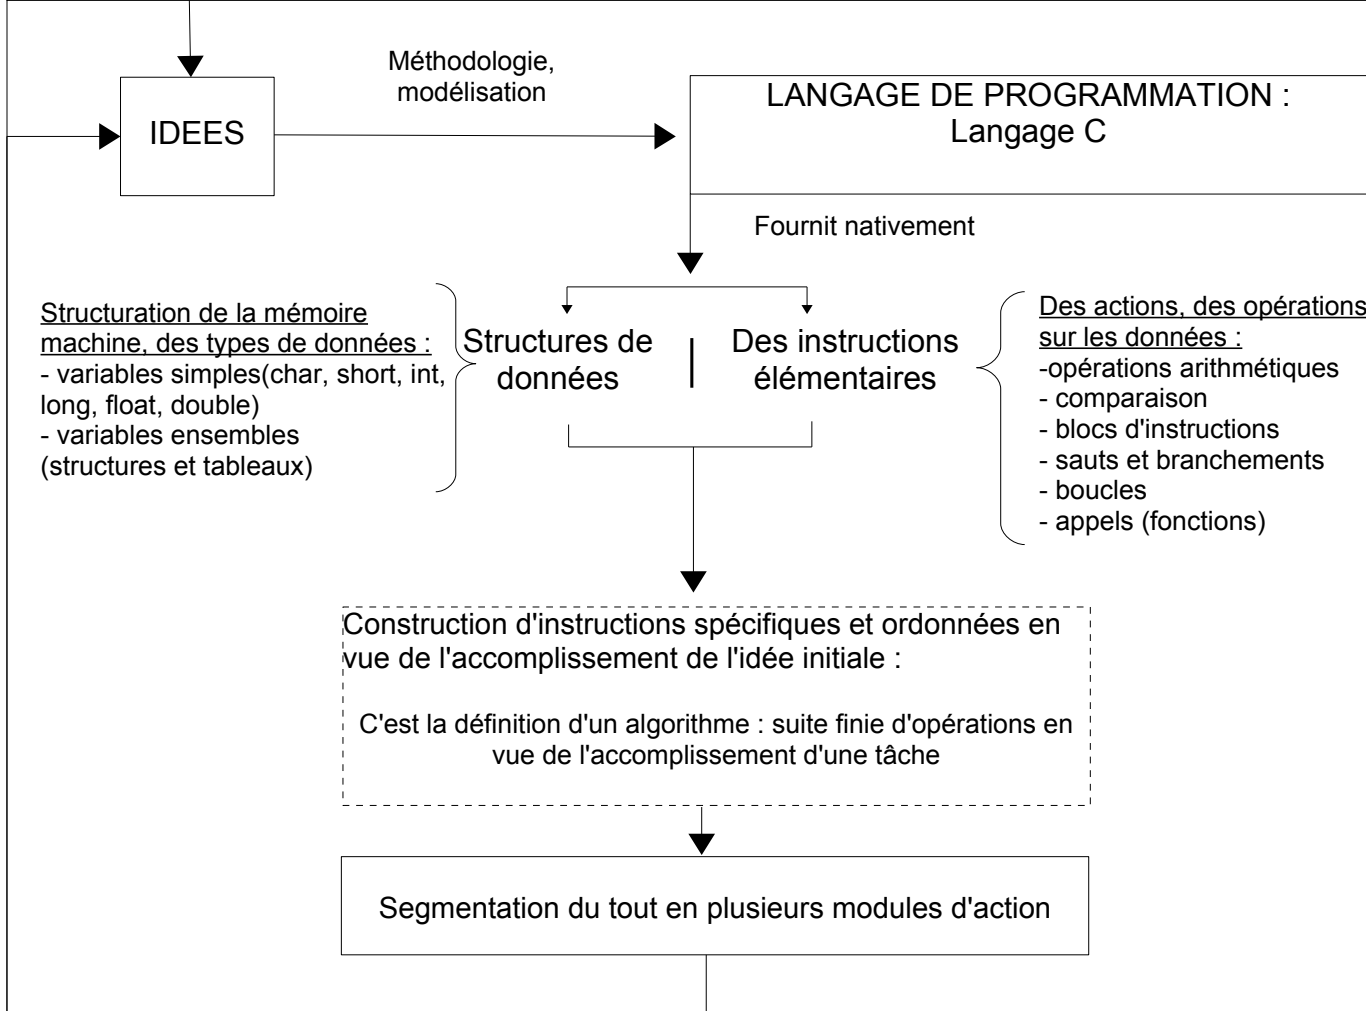 Méthodologie,
modélisation
IDEES
LANGAGE DE PROGRAMMATION :
Langage C
Fournit nativement
Structuration de la mémoire
machine, des types de données :
- variables simples(char, short, int,
long, float, double)
- variables ensembles
(structures et tableaux)
Structures de
données
Des instructions
élémentaires
Des actions, des opérations
sur les données :
-opérations arithmétiques
- comparaison
- blocs d'instructions
- sauts et branchements
- boucles
- appels (fonctions)
Construction d'instructions spécifiques et ordonnées en
vue de l'accomplissement de l'idée initiale :
C'est la définition d'un algorithme : suite finie d'opérations en
vue de l'accomplissement d'une tâche
Segmentation du tout en plusieurs modules d'action